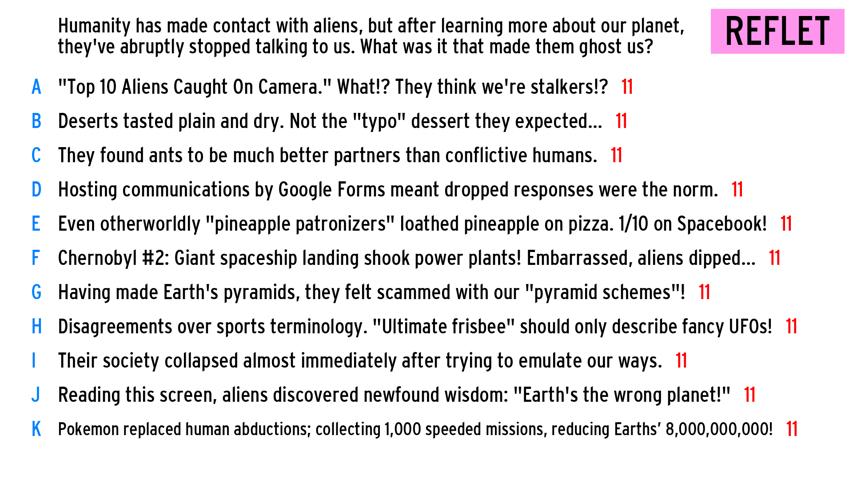 Humanity has made contact with aliens, but after learning more about our planet,
they've abruptly stopped talking to us. What was it that made them ghost us?
REFLET
A "Top 10 Aliens Caught On Camera." What!? They think we're stalkers!? 11
B Deserts tasted plain and dry. Not the "typo" dessert they expected... 11
C They found ants to be much better partners than conflictive humans. 11
D Hosting communications by Google Forms meant dropped responses were the norm. 11
E Even otherworldly "pineapple patronizers" loathed pineapple on pizza. 1/10 on Spacebook! 11
F Chernobyl #2: Giant spaceship landing shook power plants! Embarrassed, aliens dipped... 11
G Having made Earth's pyramids, they felt scammed with our "pyramid schemes"! 11
H Disagreements over sports terminology. "Ultimate frisbee" should only describe fancy UFOs! 11
I Their society collapsed almost immediately after trying to emulate our ways. 11
J Reading this screen, aliens discovered newfound wisdom: "Earth's the wrong planet!" 11
K Pokemon replaced human abductions; collecting 1,000 speeded missions, reducing Earths’ 8,000,000,000! 11